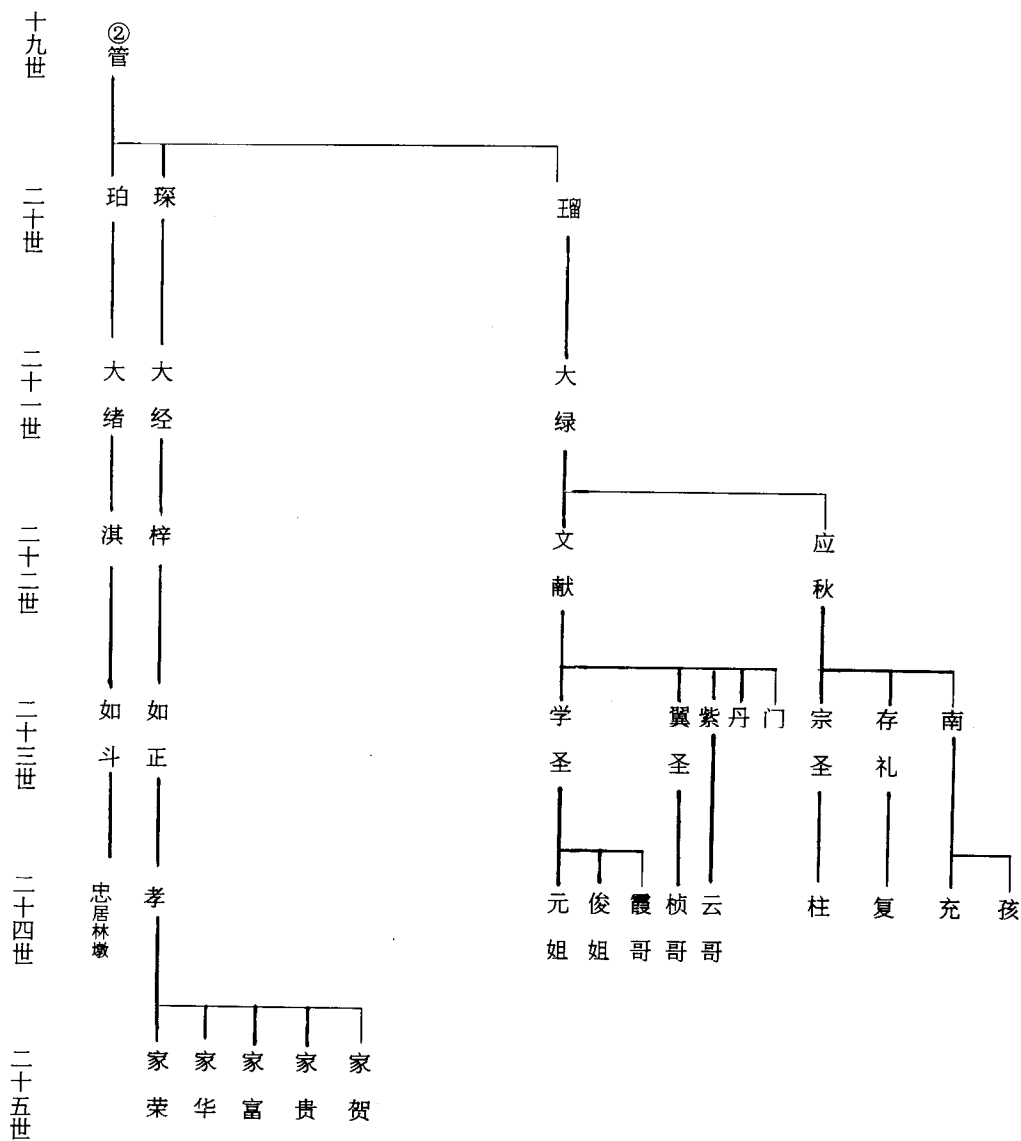 十九世
②管
二十世
珀
琛
瑠
二十一世
大绪
大经
大绿
二十二世
淇
梓
文献
应秋
二十三世
如斗
如正
学圣
翼圣
紫
丹
门
宗圣
存礼
南
二十四世
忠居林墩
孝
元姐
俊姐
霞哥
桢哥
云哥
柱
复
充
孩
二十五世
家荣
家华
家富
家贵
家贺